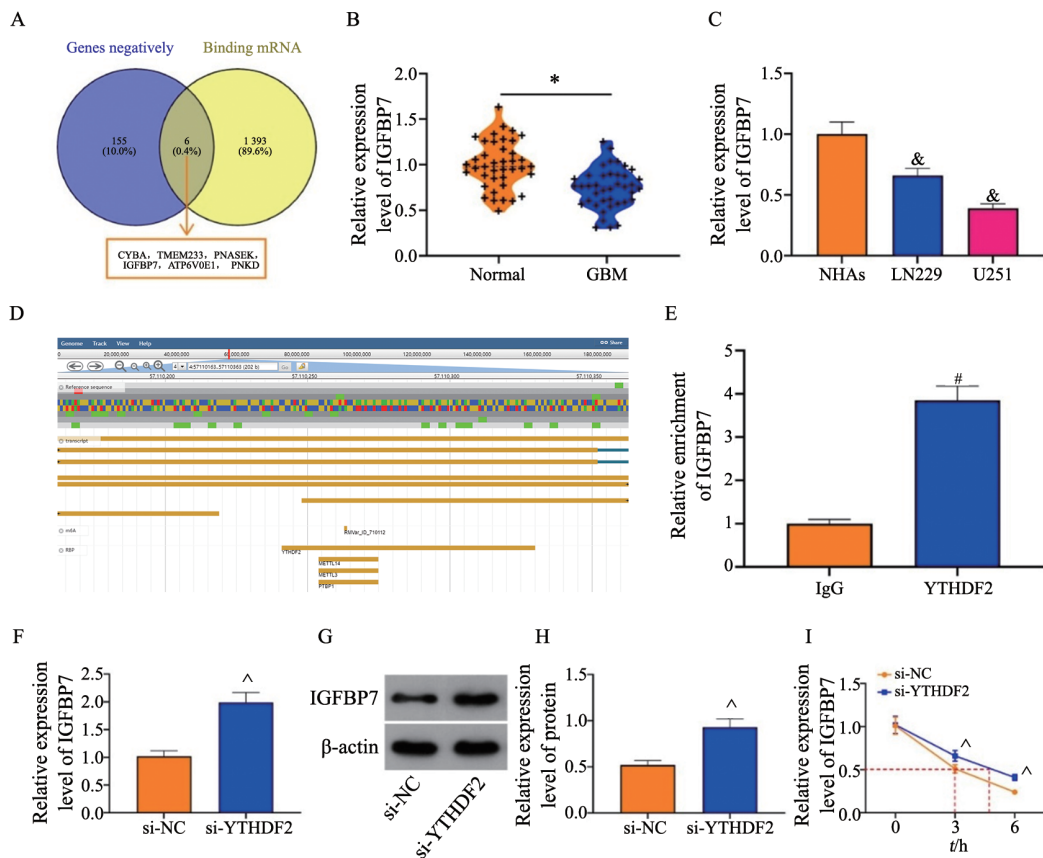 A
Genes negatively
Binding mRNA
155
(10.0%)
6
(0.4%)
1 393
(89.6%)
CYBA， TMEM233， PNASEK，
IGFBP7， ATP6V0E1， PNKD
B
Relative expression
level of IGFBP7
2.0
1.5
1.0
0.5
0.0
*
Normal
GBM
C
Relative expression
level of IGFBP7
1.5
1.0
0.5
0.0
&
&
NHAs
LN229
U251
D
Genome Track View Help
Share
0 20,000,000 40,000,000 60,000,000 80,000,000 100,000,000 120,000,000 140,000,000 160,000,000 180,000,000
4 4:57110163..57110363 (202 b) Go
57,110,200 57,110,250 57,110,300 57,110,350
Reference sequence
transcript
m6A
RMVar_ID_710112
RBP
YTHDF2
METTL14
METTL3
PTBP1
E
Relative enrichment
of IGFBP7
5
4
3
2
1
0
#
IgG
YTHDF2
F
Relative expression
level of IGFBP7
2.5
2.0
1.5
1.0
0.5
0.0
^
si-NC
si-YTHDF2
G
IGFBP7
β-actin
si-NC
si-YTHDF2
H
Relative expression
level of protein
1.5
1.0
0.5
0.0
^
si-NC
si-YTHDF2
I
si-NC
si-YTHDF2
Relative expression
level of IGFBP7
1.5
1.0
0.5
0.0
^
^
0
3
6
t/h